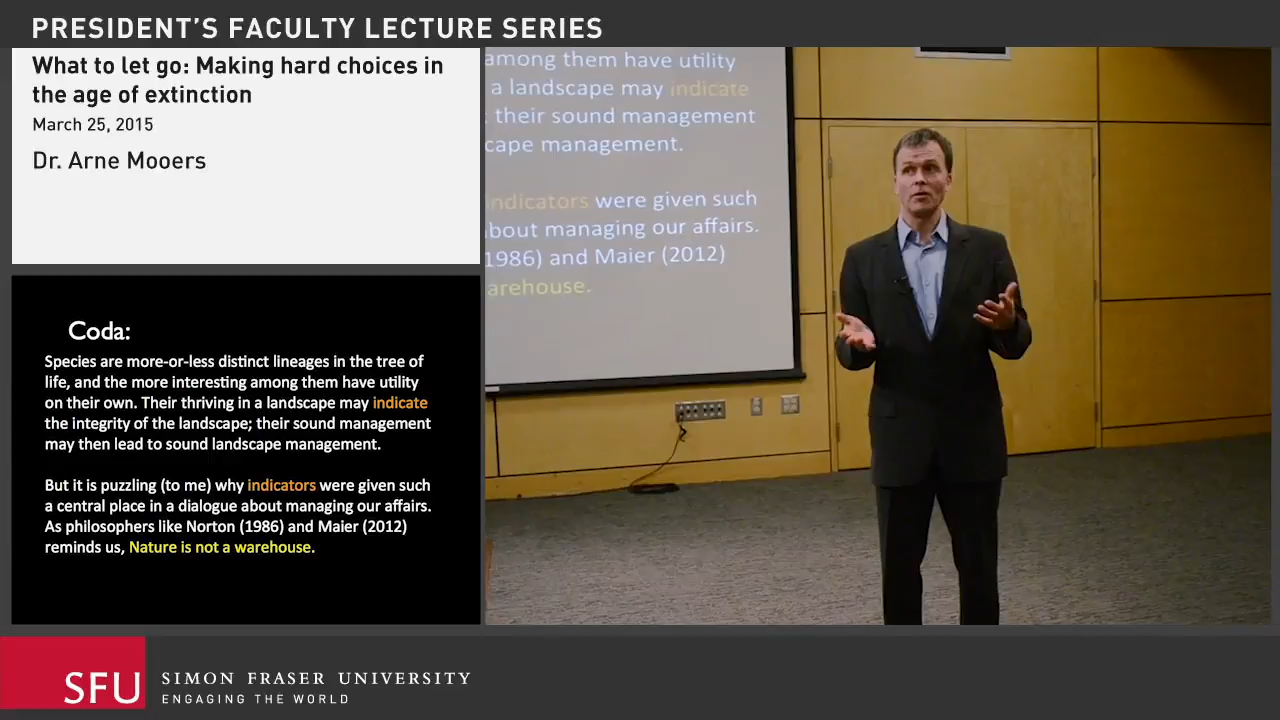 PRESIDENT'S FACULTY LECTURE SERIES
What to let go: Making hard choices in
the age of extinction
March 25, 2015
Dr. Arne Mooers
Coda:
Species are more-or-less distinct lineages in the tree of
life, and the more interesting among them have utility
on their own. Their thriving in a landscape may indicate
the integrity of the landscape; their sound management
may then lead to sound landscape management.
But it is puzzling (to me) why indicators were given such
a central place in a dialogue about managing our affairs.
As philosophers like Norton (1986) and Maier (2012)
reminds us, Nature is not a warehouse.
among them have utility
a landscape may indicate
their sound management
cape management.
indicators were given such
about managing our affairs.
1986) and Maier (2012)
arehouse.
SFU
SIMON FRASER UNIVERSITY
ENGAGING THE WORLD